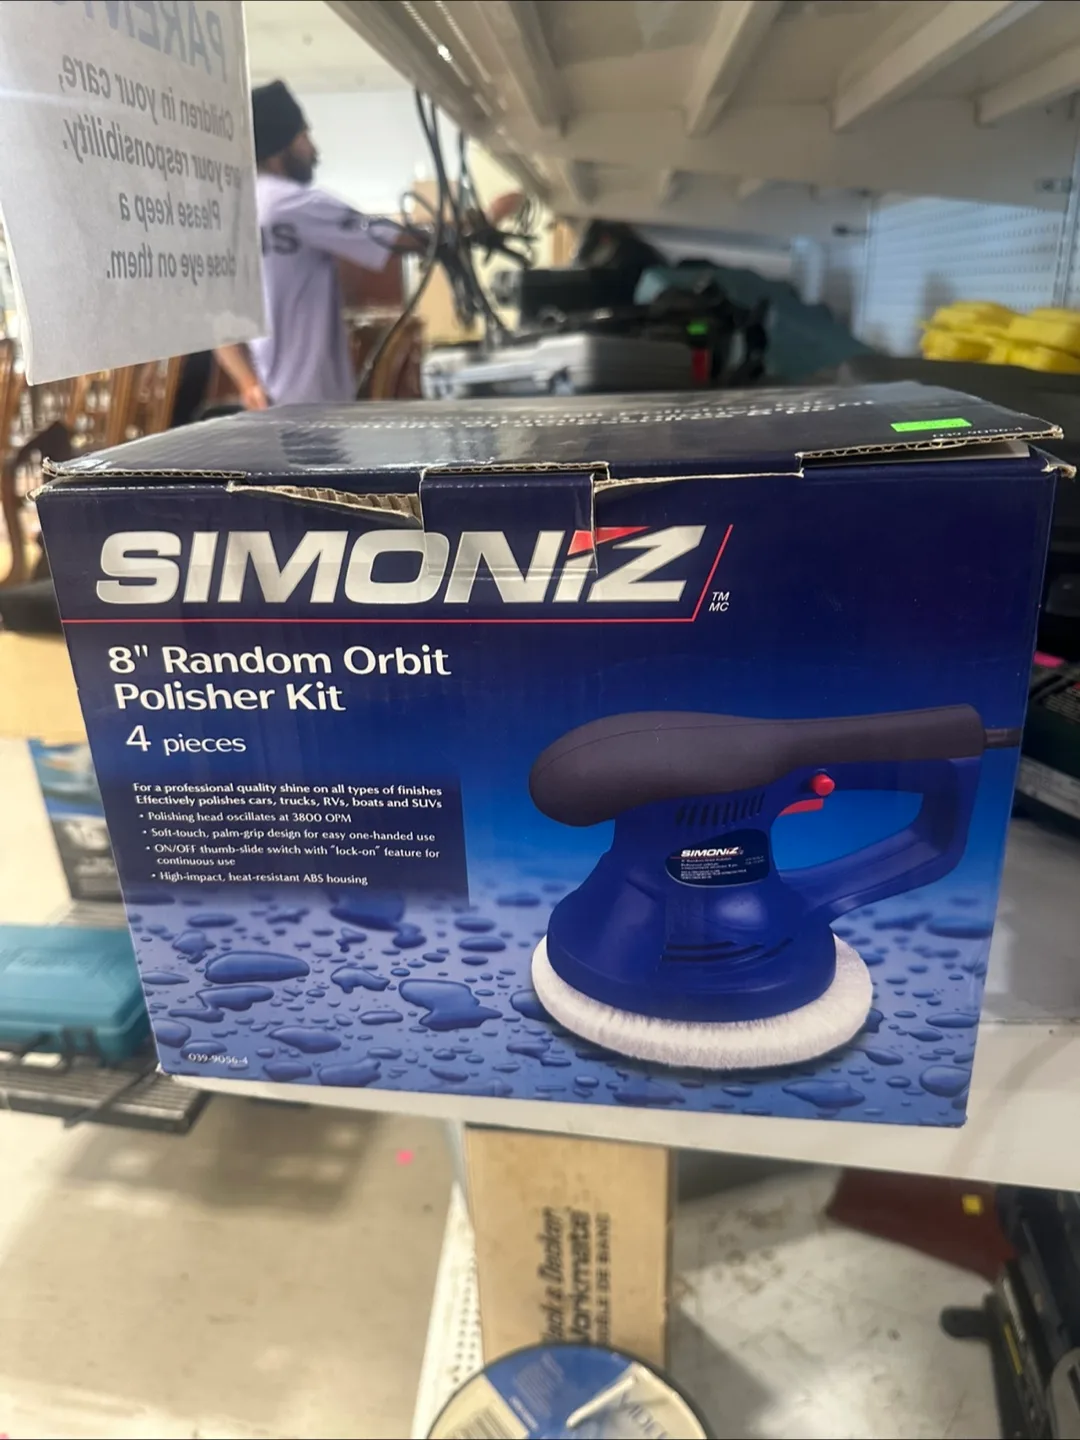 PARENTS
Children in your care,
are your responsibility.
Please keep a
close eye on them.
039-9056-4
SIMONIZ
TM
MC
8" Random Orbit
Polisher Kit
4 pieces
For a professional quality shine on all types of finishes
Effectively polishes cars, trucks, RVs, boats and SUVs
• Polishing head oscillates at 3800 OPM
• Soft-touch, palm-grip design for easy one-handed use
• ON/OFF thumb-slide switch with "lock-on" feature for
continuous use
• High-impact, heat-resistant ABS housing
SIMONIZ
039-9056-4
Black & Decker
Workmate